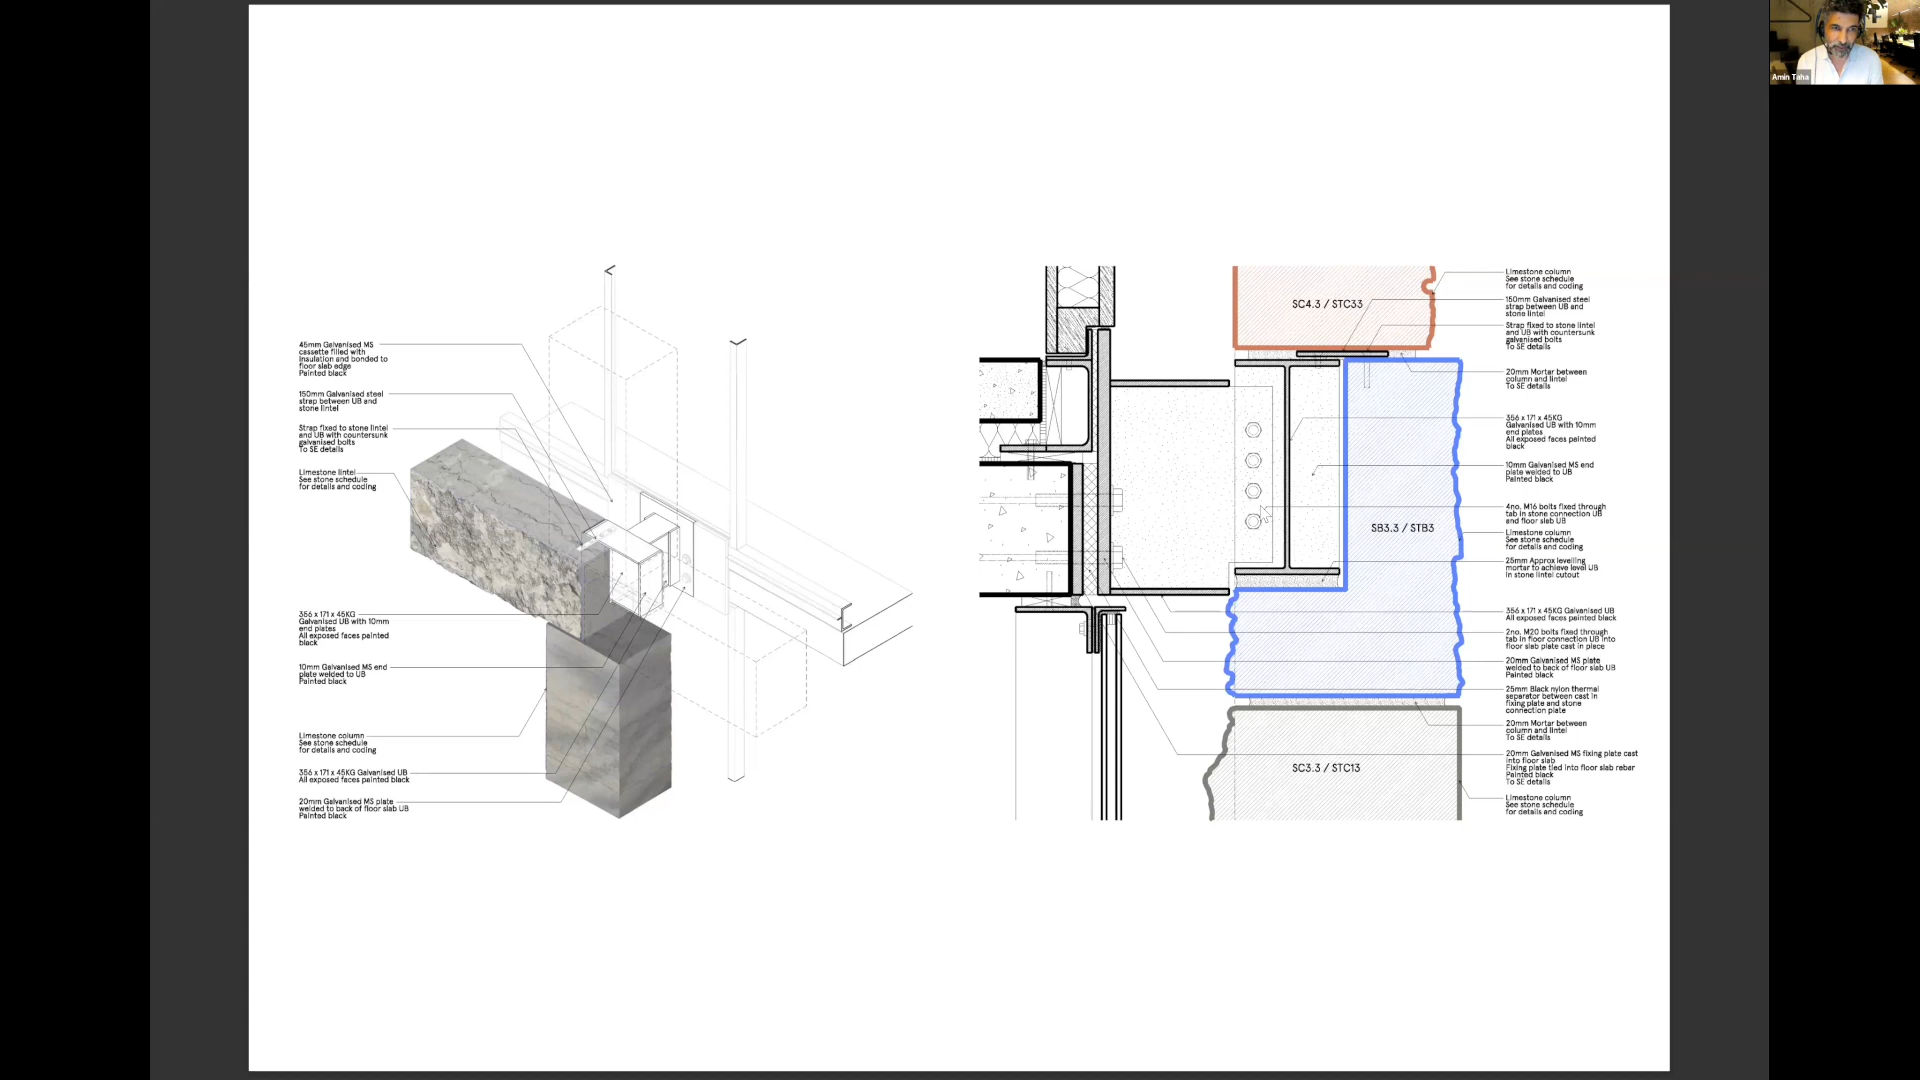 Amin Taha
45mm Galvanised MS
cassette filled with
insulation and bonded to
floor slab edge
Painted black
150mm Galvanised steel
strap between UB and
stone lintel
Strap fixed to stone lintel
and UB with countersunk
galvanised bolts
To SE details
Limestone lintel
See stone schedule
for details and coding
356 x 171 x 45KG
Galvanised UB with 10mm
end plates
All exposed faces painted
black
10mm Galvanised MS end
plate welded to UB
Painted black
Limestone column
See stone schedule
for details and coding
356 x 171 x 45KG Galvanised UB
All exposed faces painted black
20mm Galvanised MS plate
welded to back of floor slab UB
Painted black
SC4.3 / STC33
SB3.3 / STB3
SC3.3 / STC13
Limestone column
See stone schedule
for details and coding
150mm Galvanised steel
strap between UB and
stone lintel
Strap fixed to stone lintel
and UB with countersunk
galvanised bolts
To SE details
20mm Mortar between
column and lintel
To SE details
356 x 171 x 45KG
Galvanised UB with 10mm
end plates
All exposed faces painted
black
10mm Galvanised MS end
plate welded to UB
Painted black
4no. M16 bolts fixed through
tab in stone connection UB
and floor slab UB
Limestone column
See stone schedule
for details and coding
25mm Approx levelling
mortar to achieve level UB
in stone lintel cutout
356 x 171 x 45KG Galvanised UB
All exposed faces painted black
2no. M20 bolts fixed through
tab in floor connection UB into
floor slab plate cast in place
20mm Galvanised MS plate
welded to back of floor slab UB
Painted black
25mm Black nylon thermal
separator between cast in
fixing plate and stone
connection plate
20mm Mortar between
column and lintel
To SE details
20mm Galvanised MS fixing plate cast
into floor slab
Fixing plate tied into floor slab rebar
Painted black
To SE details
Limestone column
See stone schedule
for details and coding